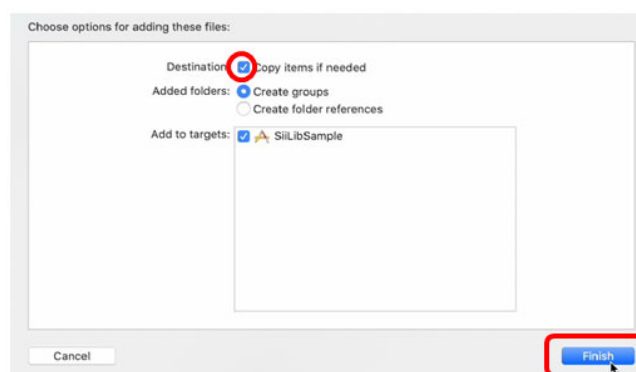 Choose options for adding these files:
Destination: Copy items if needed
Added folders: Create groups
Create folder references
Add to targets: SiiLibSample
Cancel Finish